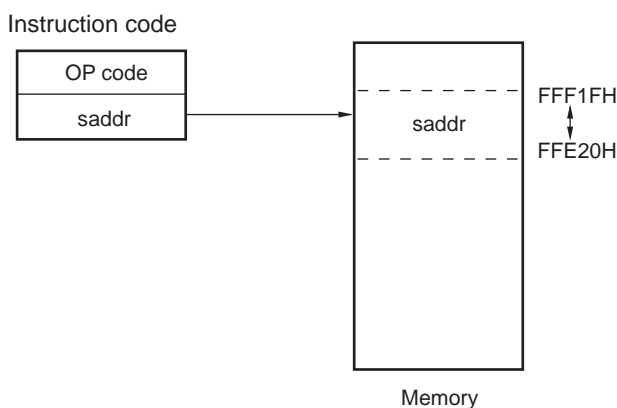 Instruction code
OP code
saddr
saddr
FFF1FH
FFE20H
Memory